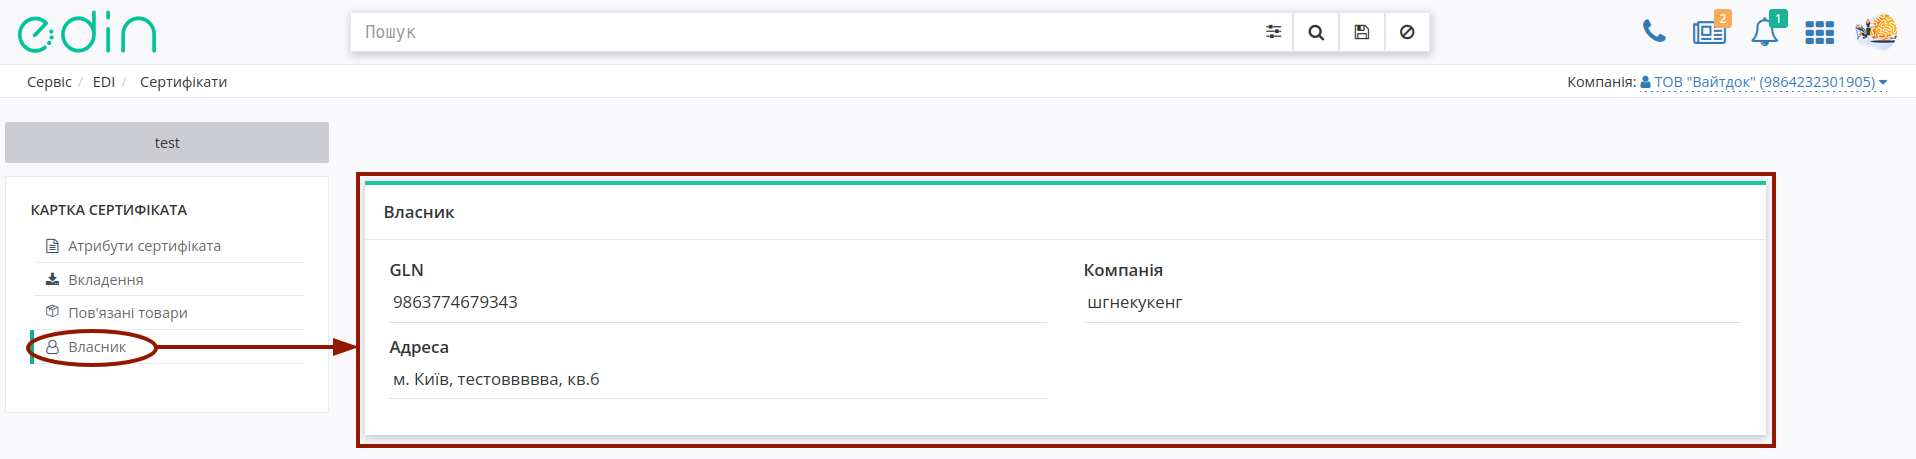 edin
Пошук
2
1
Сервіс / EDI / Сертифікати
Компанія: ТОВ "Вайтдок" (9864232301905)
test
КАРТКА СЕРТИФІКАТА
Атрибути сертифіката
Вкладення
Пов'язані товари
Власник
Власник
GLN
9863774679343
Компанія
шгнекукенг
Адреса
м. Київ, тестовввввa, кв.6